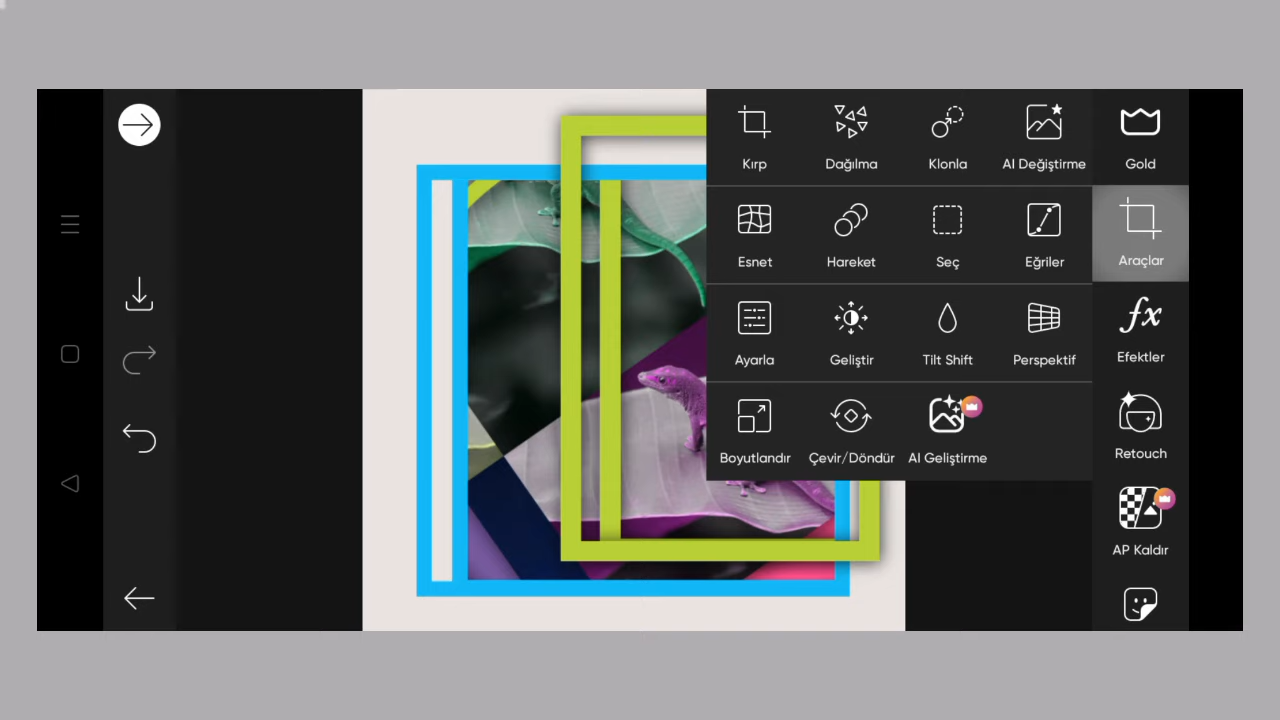 Kırp
Dağılma
Klonla
AI Değiştirme
Gold
Esnet
Hareket
Seç
Eğriler
Araçlar
Ayarla
Geliştir
Tilt Shift
Perspektif
fx
Efektler
Boyutlandır
Çevir/Döndür
AI Geliştirme
Retouch
AP Kaldır